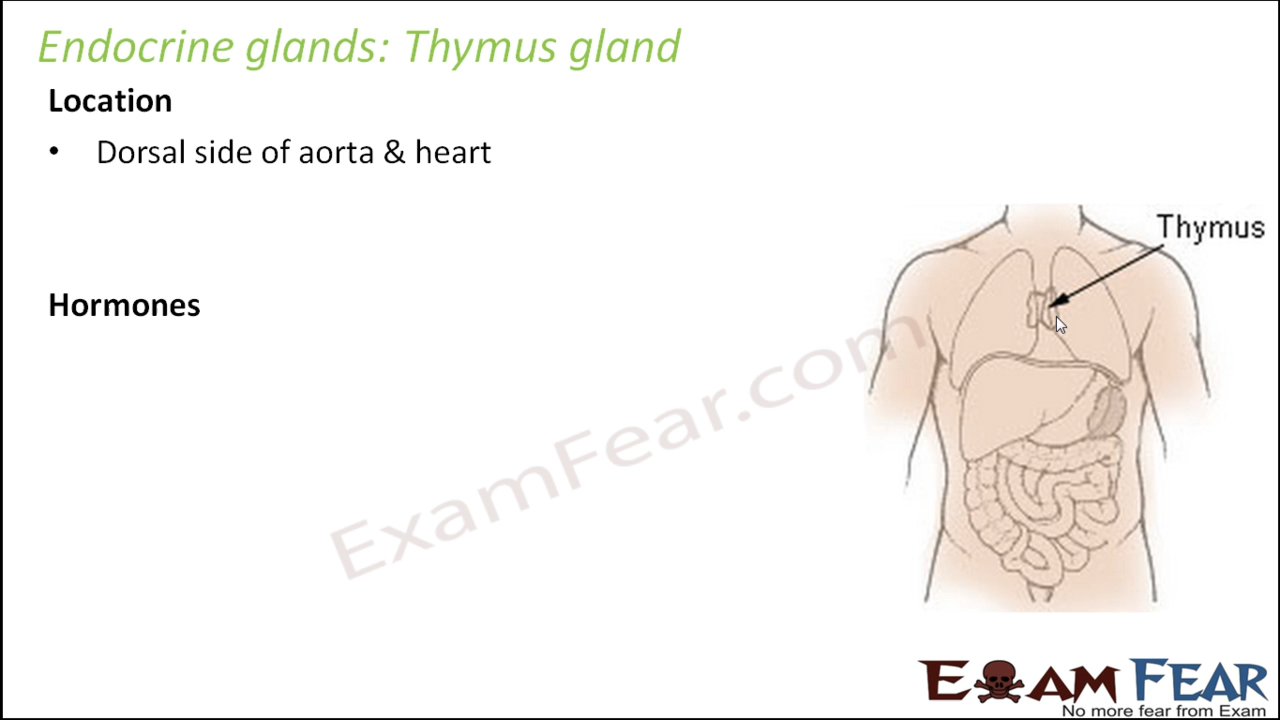 Endocrine glands: Thymus gland
Location
• Dorsal side of aorta & heart
Thymus
Hormones
ExamFear.com
EXAM FEAR
No more fear from Exam